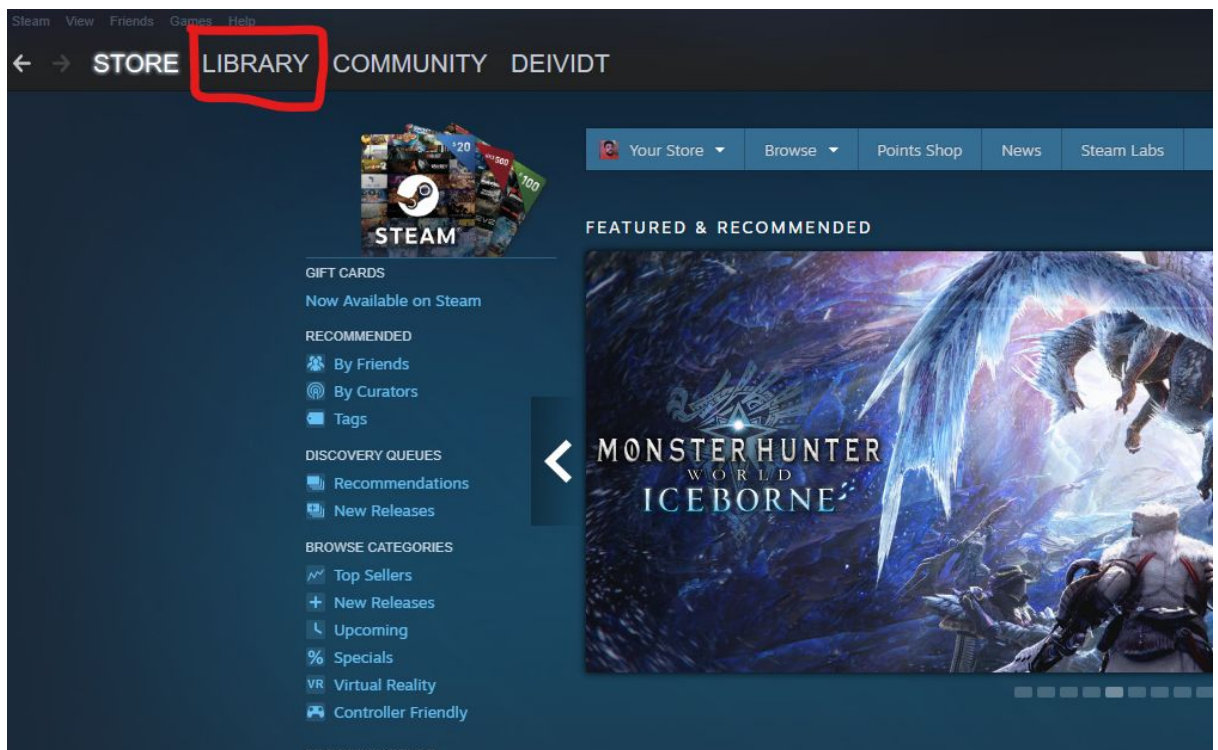 Steam View Friends Games Help
STORE LIBRARY COMMUNITY DEIVIDT
$20
$100
STEAM
Your Store Browse Points Shop News Steam Labs
FEATURED & RECOMMENDED
GIFT CARDS
Now Available on Steam
RECOMMENDED
By Friends
By Curators
Tags
DISCOVERY QUEUES
Recommendations
New Releases
BROWSE CATEGORIES
Top Sellers
New Releases
Upcoming
% Specials
VR Virtual Reality
Controller Friendly
MONSTER HUNTER
WORLD
ICEBORNE